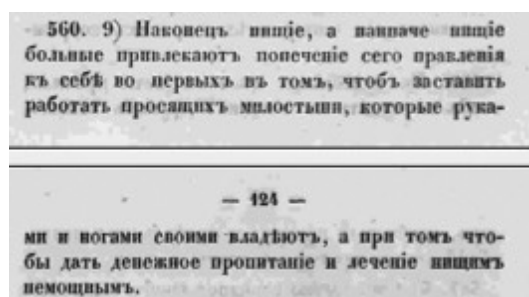 560. 9) Наконецъ нищіе, а наипаче нищіе
больные привлекаютъ попеченіе сего правленія
къ себѣ во первыхъ въ томъ, чтобъ заставить
работать просящихъ милостыни, которые рука-
— 124 —
ми и ногами своими владѣютъ, а при томъ что-
бы дать денежное пропитаніе и леченіе нищимъ
немощнымъ.